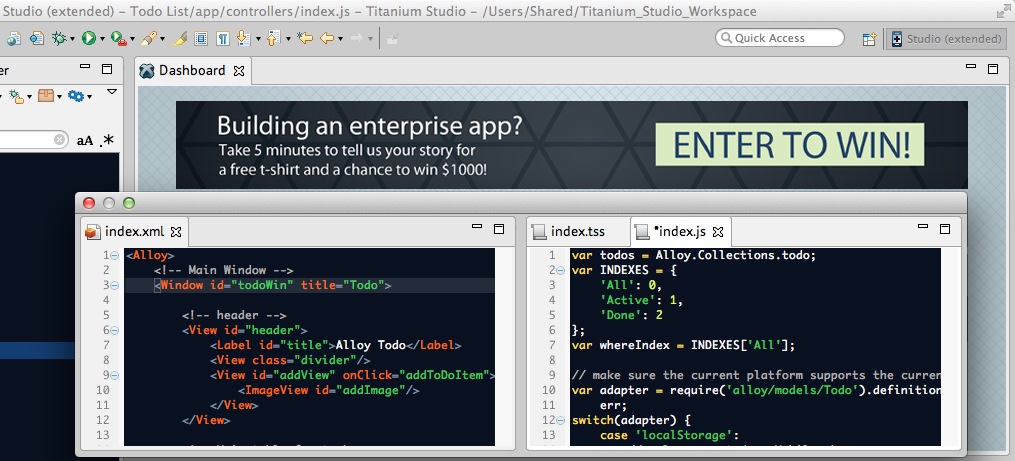 Studio (extended) - Todo List/app/controllers/index.js - Titanium Studio - /Users/Shared/Titanium_Studio_Workspace
Quick Access
Studio (extended)
er
Dashboard
aA .*
Building an enterprise app?
Take 5 minutes to tell us your story for
a free t-shirt and a chance to win $1000!
ENTER TO WIN!
index.xml
1 <Alloy>
2 <!-- Main Window -->
3 <Window id="todoWin" title="Todo">
4
5 <!-- header -->
6 <View id="header">
7 <Label id="title">Alloy Todo</Label>
8 <View class="divider"/>
9 <View id="addView" onClick="addToDoItem">
10 <ImageView id="addImage"/>
11 </View>
12 </View>
13
index.tss
*index.js
1 var todos = Alloy.Collections.todo;
2 var INDEXES = {
3 'All': 0,
4 'Active': 1,
5 'Done': 2
6 };
7 var whereIndex = INDEXES['All'];
8
9 // make sure the current platform supports the curren
10 var adapter = require('alloy/models/Todo').definition
11 err;
12 switch(adapter) {
13 case 'localStorage':